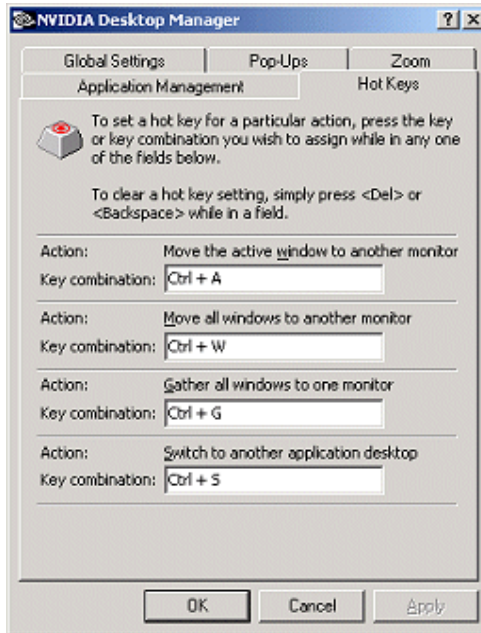 NVIDIA Desktop Manager
Global Settings Pop-Ups Zoom
Application Management Hot Keys
To set a hot key for a particular action, press the key
or key combination you wish to assign while in any one
of the fields below.
To clear a hot key setting, simply press <Del> or
<Backspace> while in a field.
Action: Move the active window to another monitor
Key combination: Ctrl + A
Action: Move all windows to another monitor
Key combination: Ctrl + W
Action: Gather all windows to one monitor
Key combination: Ctrl + G
Action: Switch to another application desktop
Key combination: Ctrl + S
OK Cancel Apply